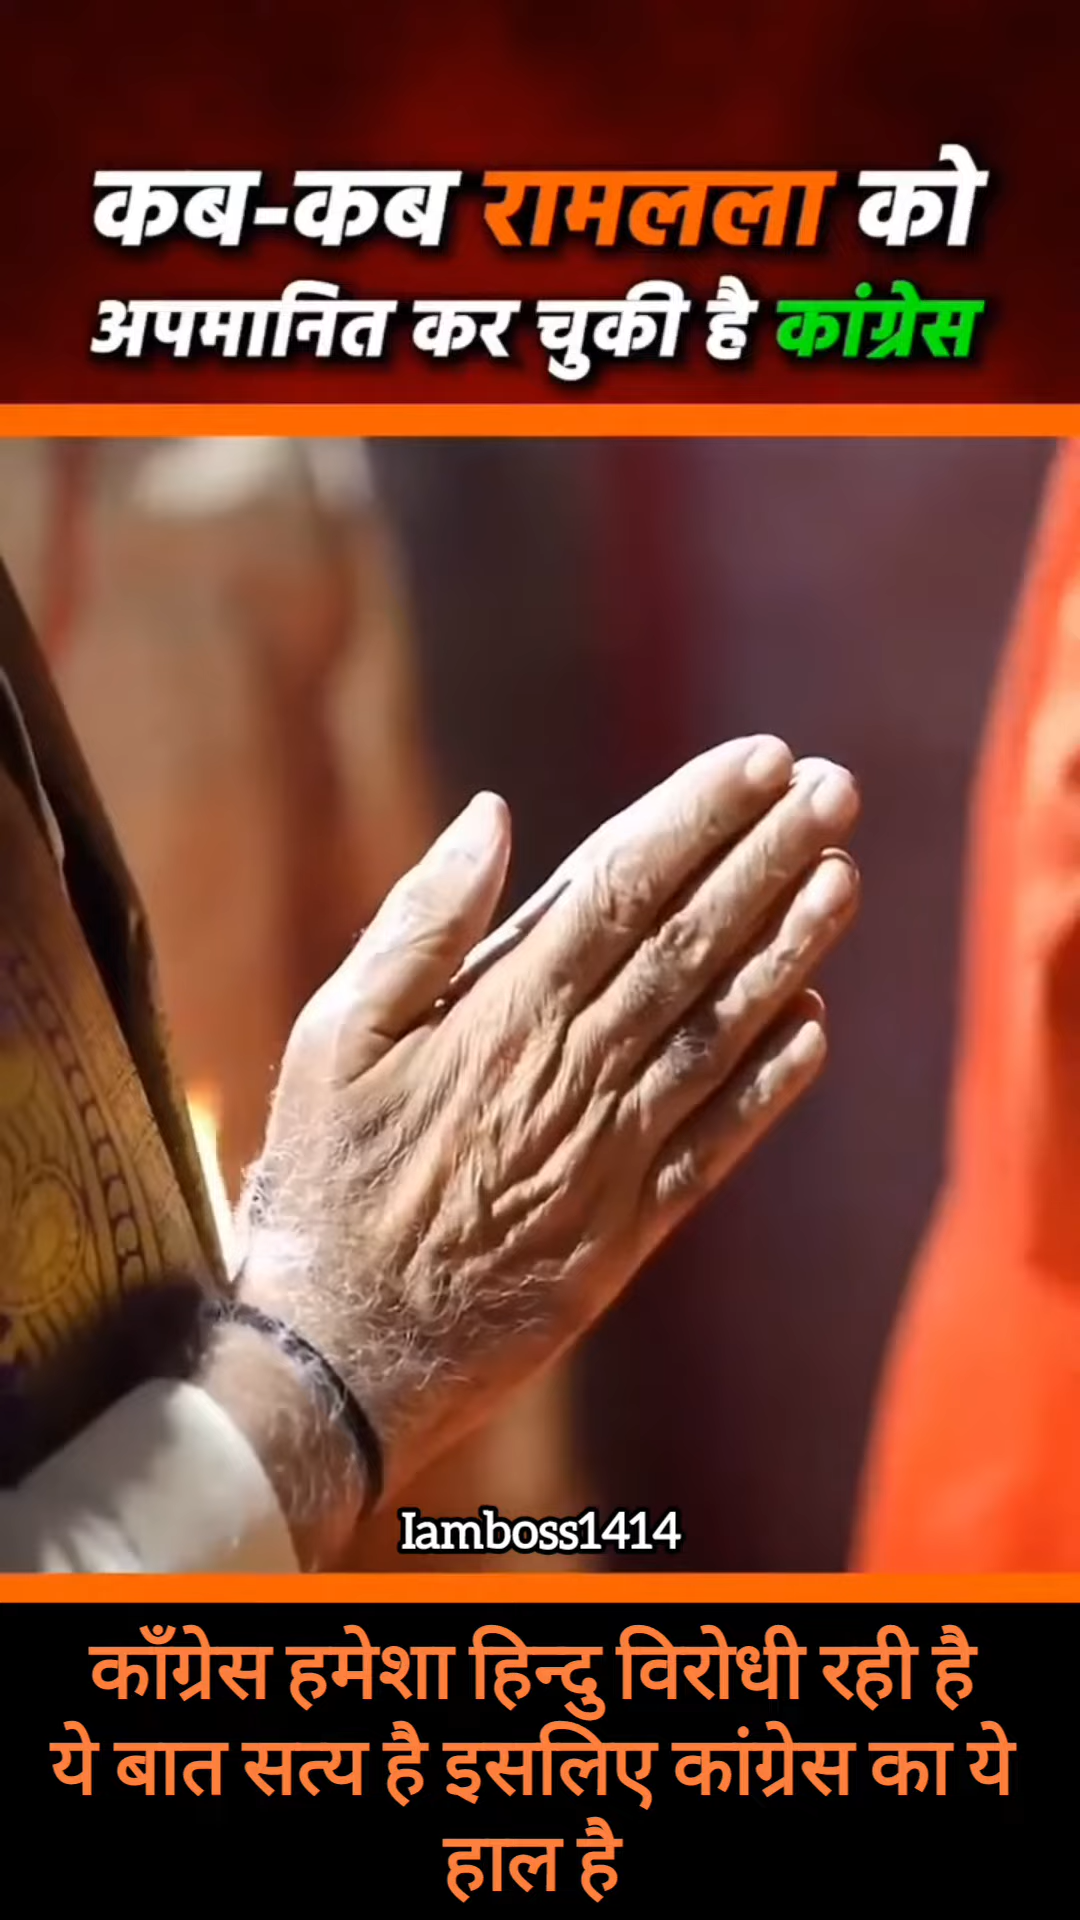 कब-कब रामलला को
अपमानित कर चुकी है कांग्रेस
Iamboss1414
काँग्रेस हमेशा हिन्दु विरोधी रही है
ये बात सत्य है इसलिए कांग्रेस का ये
हाल है